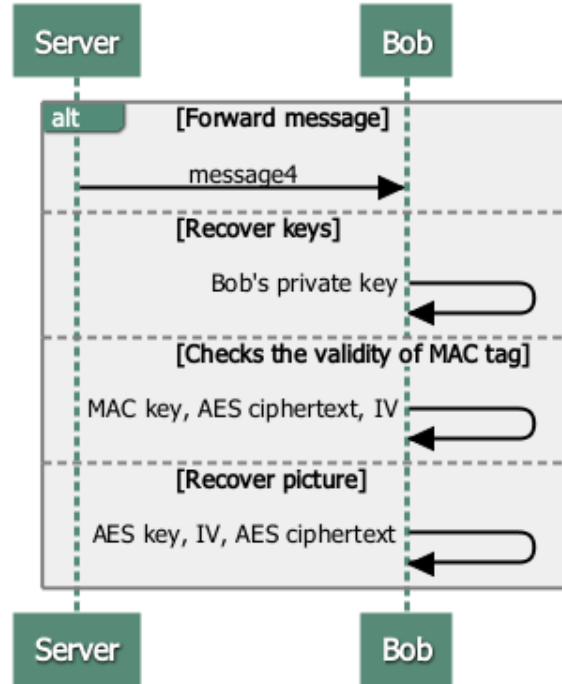 Server Bob
alt [Forward message]
message4
[Recover keys]
Bob's private key
[Checks the validity of MAC tag]
MAC key, AES ciphertext, IV
[Recover picture]
AES key, IV, AES ciphertext
Server Bob